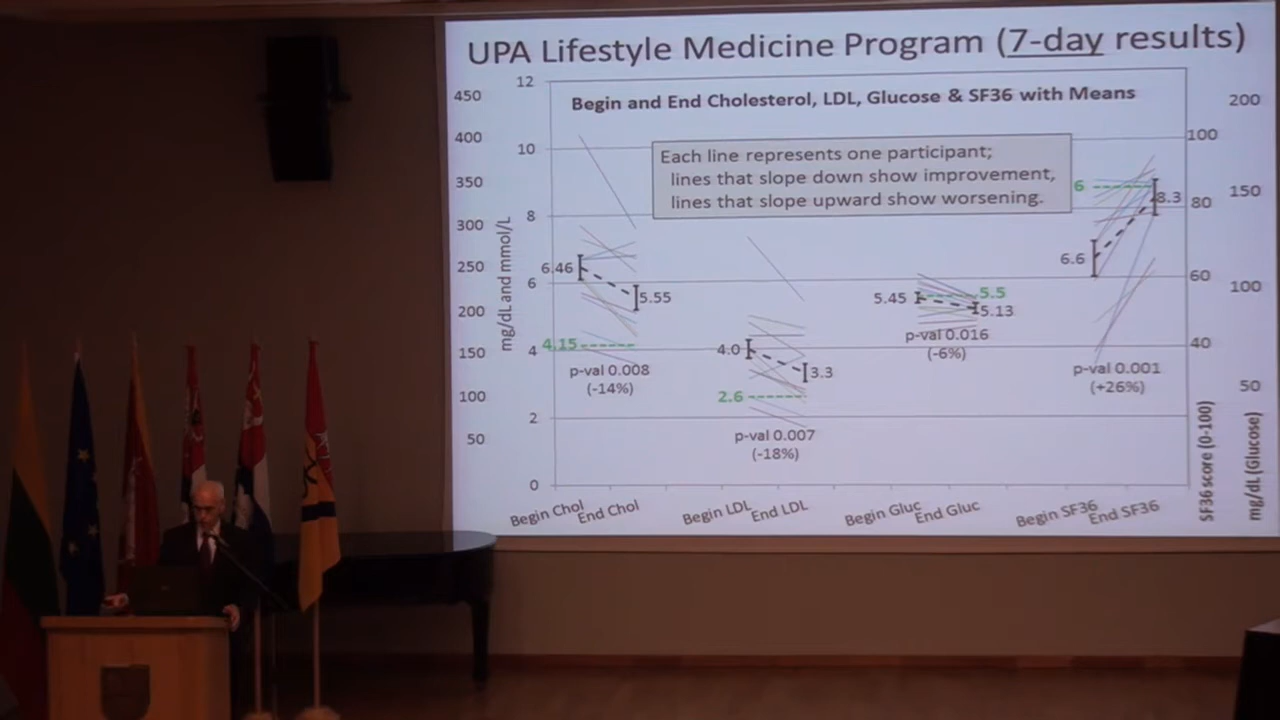 UPA Lifestyle Medicine Program (7-day results)
Begin and End Cholesterol, LDL, Glucose & SF36 with Means
Each line represents one participant;
lines that slope down show improvement,
lines that slope upward show worsening.
450
400
350
300
250
200
150
100
50
mg/dL and mmol/L
12
10
8
6
4
2
0
6.46
5.55
4.15
p-val 0.008
(-14%)
4.0
3.3
2.6
p-val 0.007
(-18%)
5.45
5.5
5.13
p-val 0.016
(-6%)
6
8.3
6.6
p-val 0.001
(+26%)
100
80
60
40
SF36 score (0-100)
200
150
100
50
mg/dL (Glucose)
Begin Chol
End Chol
Begin LDL
End LDL
Begin Gluc
End Gluc
Begin SF36
End SF36